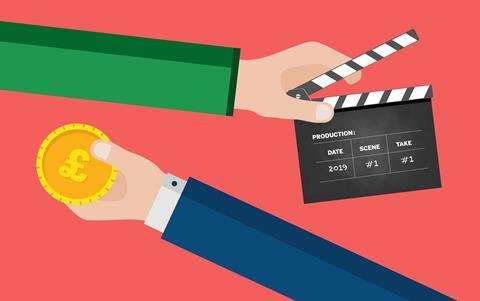 PRODUCTION:
DATE SCENE TAKE
2019 #1 #1
£